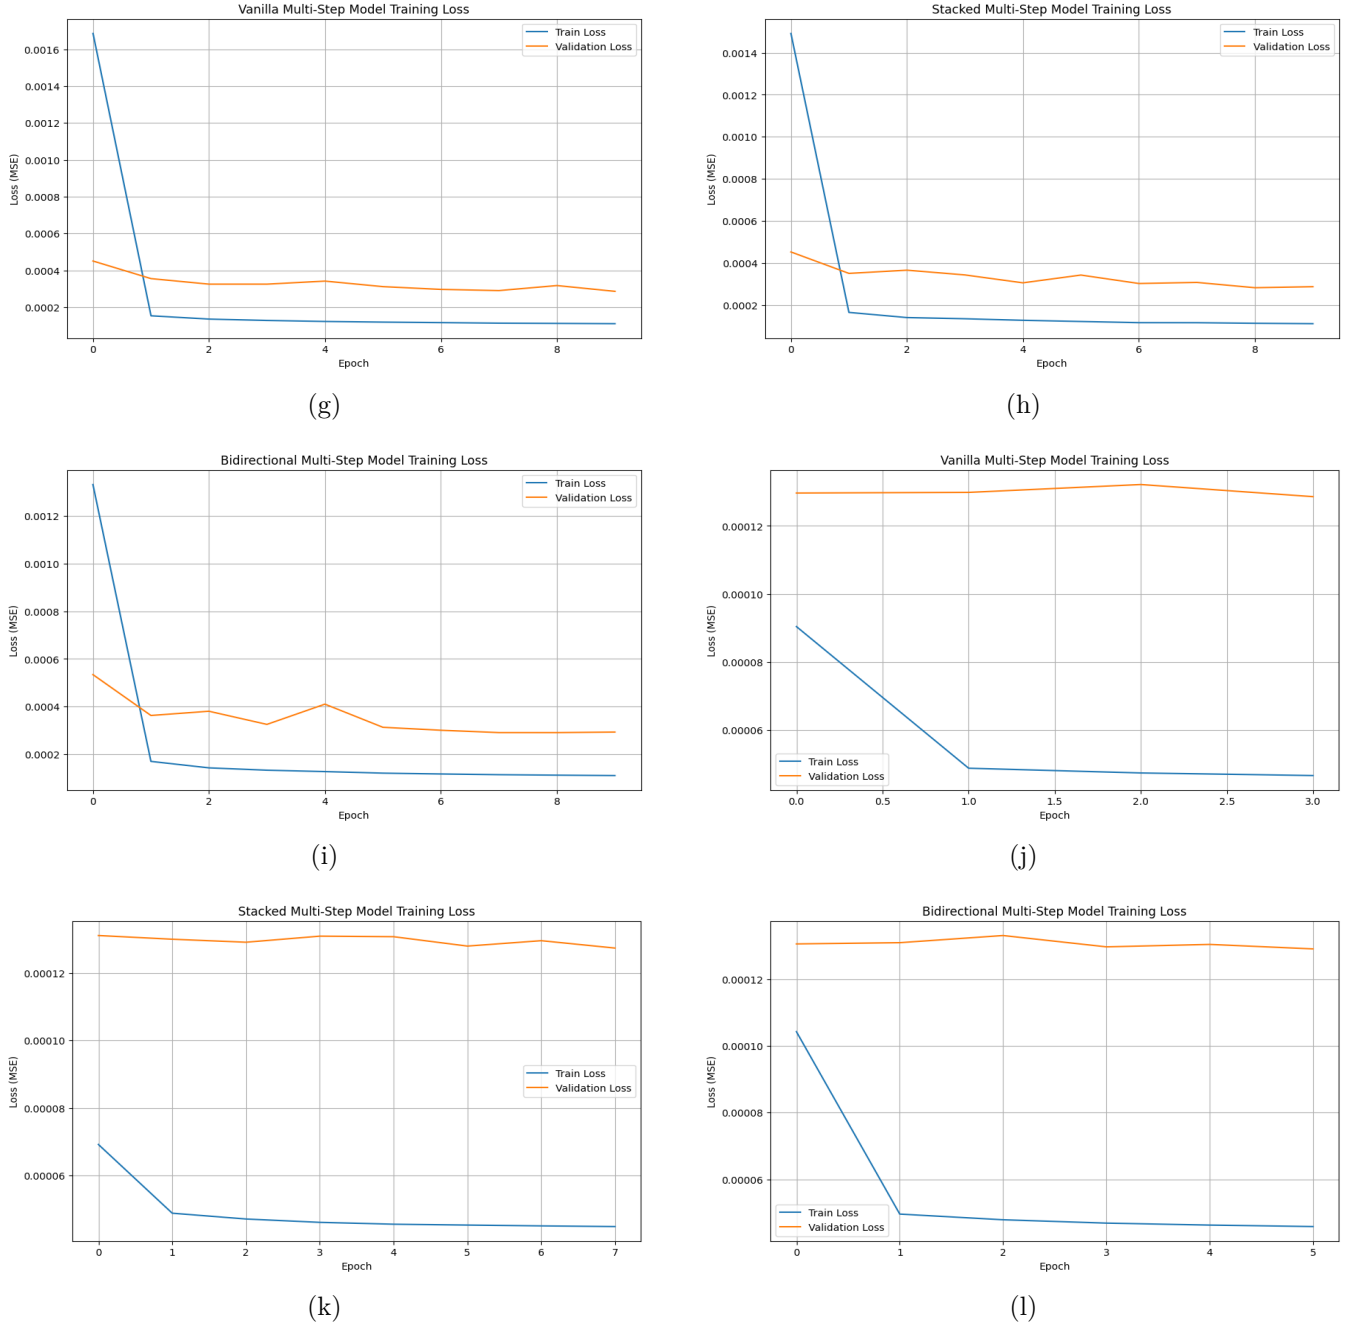 Vanilla Multi-Step Model Training Loss
Train Loss
Validation Loss
0.0016
0.0014
0.0012
0.0010
0.0008
0.0006
0.0004
0.0002
Loss (MSE)
0 2 4 6 8
Epoch
(g)
Stacked Multi-Step Model Training Loss
Train Loss
Validation Loss
0.0014
0.0012
0.0010
0.0008
0.0006
0.0004
0.0002
Loss (MSE)
0 2 4 6 8
Epoch
(h)
Bidirectional Multi-Step Model Training Loss
Train Loss
Validation Loss
0.0012
0.0010
0.0008
0.0006
0.0004
0.0002
Loss (MSE)
0 2 4 6 8
Epoch
(i)
Vanilla Multi-Step Model Training Loss
0.00012
0.00010
0.00008
0.00006
Loss (MSE)
Train Loss
Validation Loss
0.0 0.5 1.0 1.5 2.0 2.5 3.0
Epoch
(j)
Stacked Multi-Step Model Training Loss
0.00012
0.00010
0.00008
0.00006
Loss (MSE)
Train Loss
Validation Loss
0 1 2 3 4 5 6 7
Epoch
(k)
Bidirectional Multi-Step Model Training Loss
0.00012
0.00010
0.00008
0.00006
Loss (MSE)
Train Loss
Validation Loss
0 1 2 3 4 5
Epoch
(l)